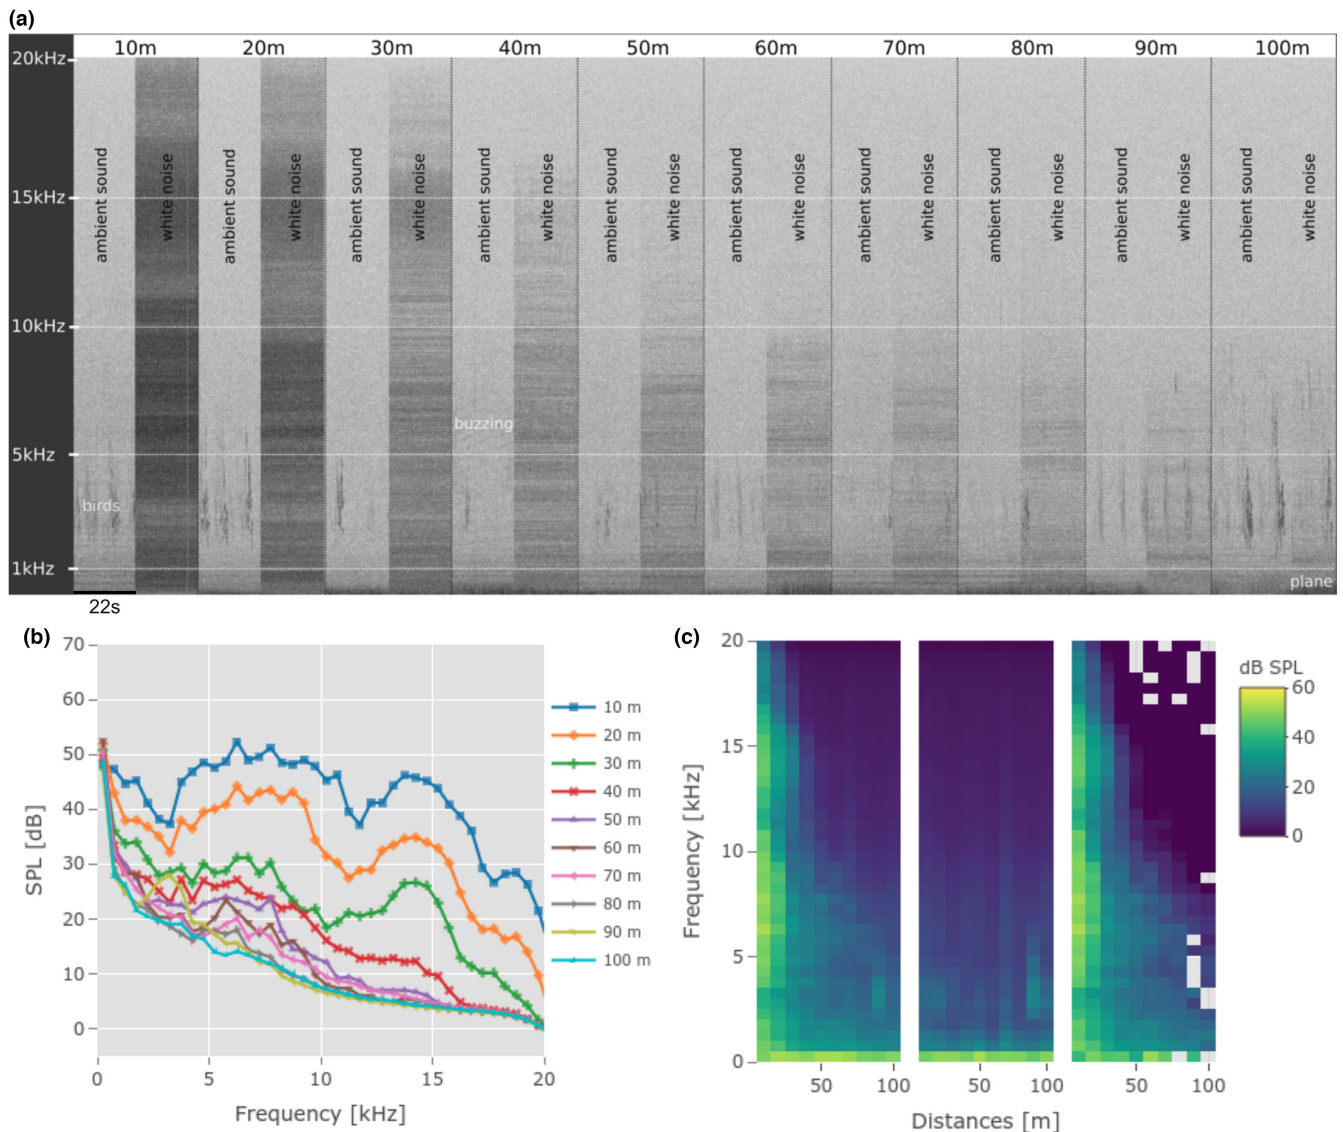 (a)
10m 20m 30m 40m 50m 60m 70m 80m 90m 100m
20kHz
15kHz
10kHz
5kHz
1kHz
ambient sound white noise ambient sound white noise ambient sound white noise ambient sound white noise ambient sound white noise ambient sound white noise ambient sound white noise ambient sound white noise ambient sound white noise ambient sound white noise
buzzing
birds
plane
22s
(b)
70
60
50
40
30
20
10
0
SPL [dB]
0 5 10 15 20
Frequency [kHz]
10 m
20 m
30 m
40 m
50 m
60 m
70 m
80 m
90 m
100 m
(c)
20
15
10
5
0
Frequency [kHz]
50 100 50 100 50 100
Distances [m]
dB SPL
60
40
20
0